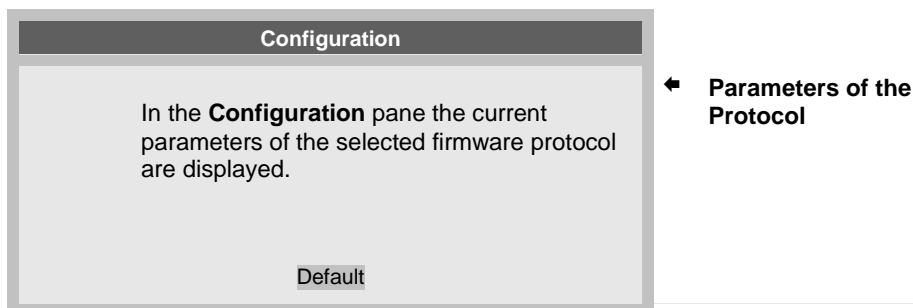 Configuration
In the Configuration pane the current
parameters of the selected firmware protocol
are displayed.
Default
🠸 Parameters of the
Protocol